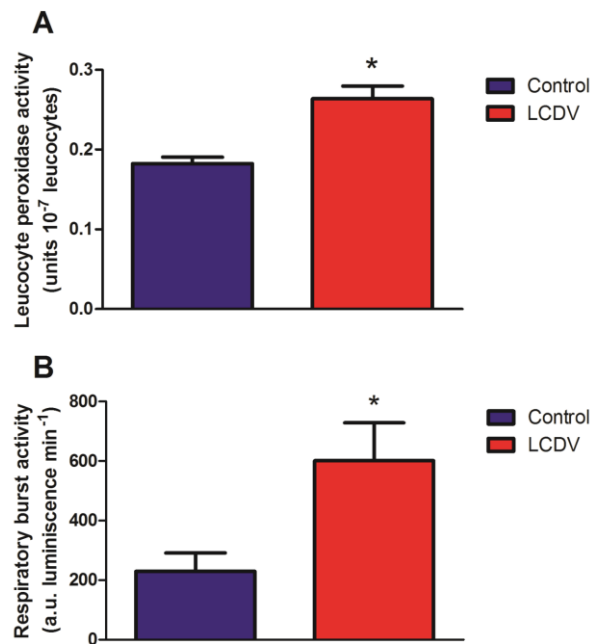 A
Leucocyte peroxidase activity
(units 10-7 leucocytes)
0.3
0.2
0.1
0.0
*
Control
LCDV
B
Respiratory burst activity
(a.u. luminiscence min-1)
800
600
400
200
0
*
Control
LCDV